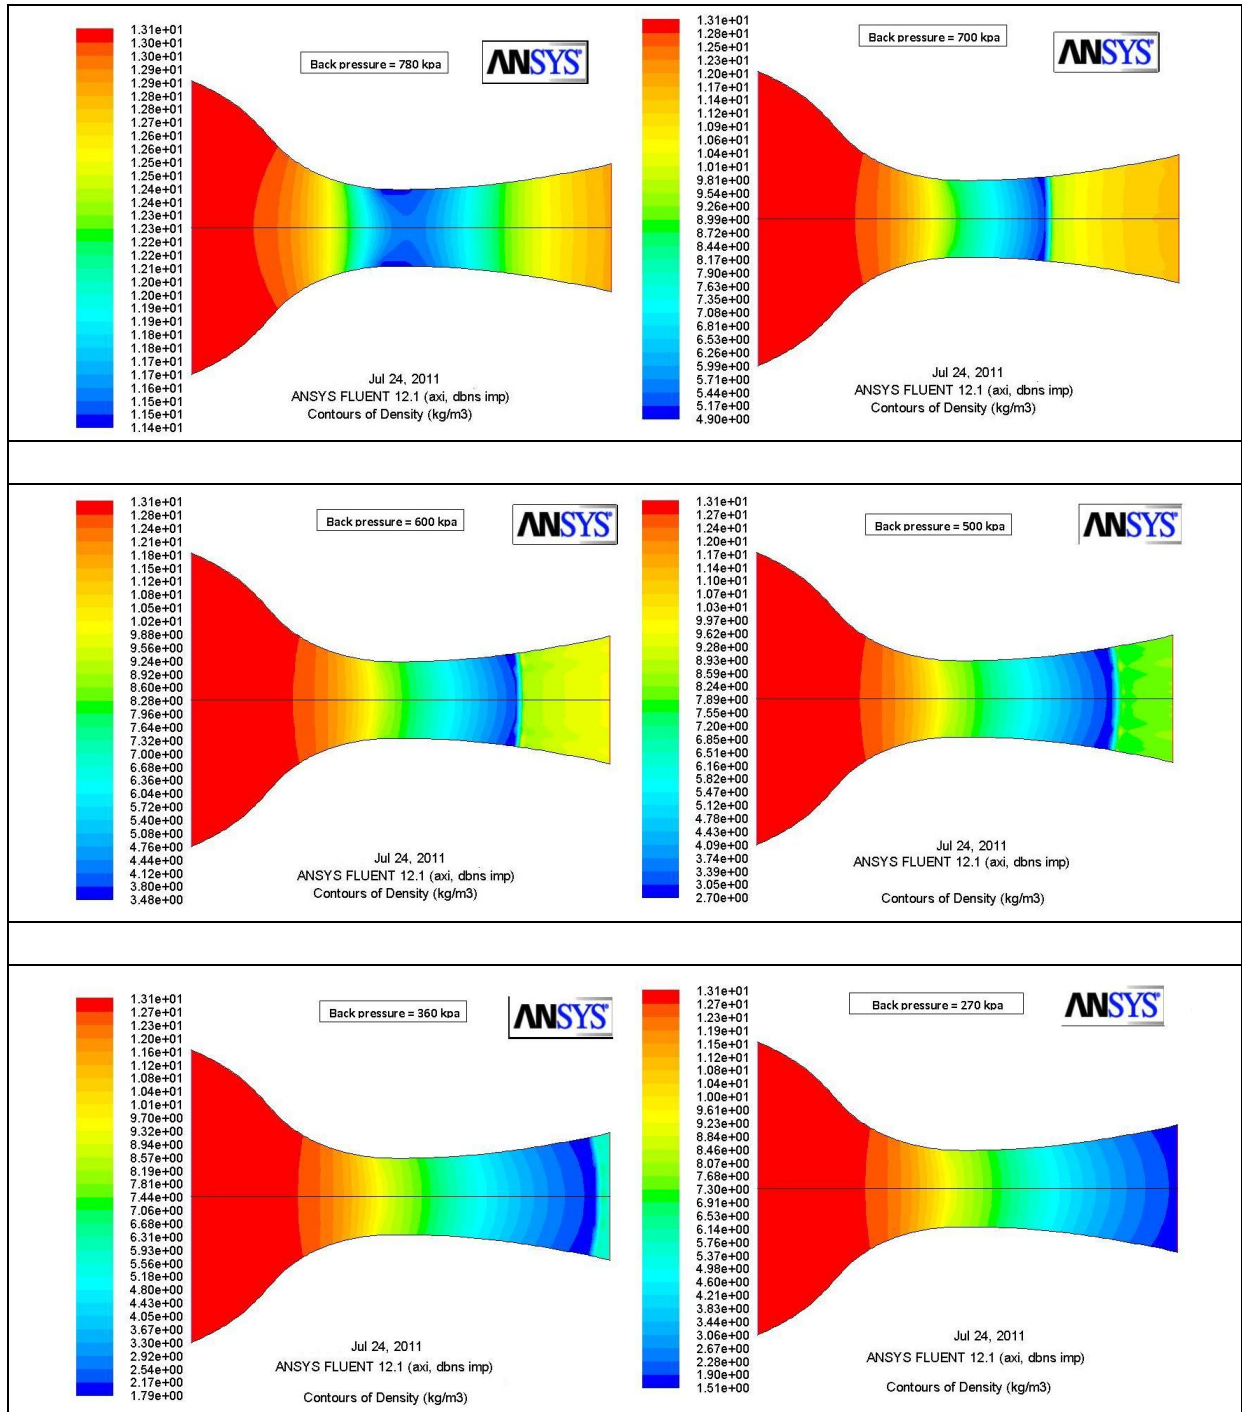 1.31e+01
1.30e+01
1.30e+01
1.29e+01
1.29e+01
1.28e+01
1.28e+01
1.26e+01
1.26e+01
1.25e+01
1.25e+01
1.24e+01
1.24e+01
1.23e+01
1.23e+01
1.22e+01
1.22e+01
1.21e+01
1.20e+01
1.20e+01
1.19e+01
1.19e+01
1.18e+01
1.18e+01
1.17e+01
1.17e+01
1.16e+01
1.16e+01
1.15e+01
1.15e+01
1.14e+01
Back pressure = 780 kpa
ANSYS®
Jul 24, 2011
ANSYS FLUENT 12.1 (axi, dbns imp)
Contours of Density (kg/m3)
1.31e+01
1.28e+01
1.25e+01
1.23e+01
1.20e+01
1.17e+01
1.14e+01
1.12e+01
1.09e+01
1.06e+01
1.04e+01
1.01e+01
9.81e+00
9.54e+00
9.26e+00
8.99e+00
8.72e+00
8.44e+00
8.17e+00
7.90e+00
7.63e+00
7.35e+00
7.08e+00
6.81e+00
6.53e+00
6.26e+00
5.99e+00
5.71e+00
5.44e+00
5.17e+00
4.90e+00
Back pressure = 700 kpa
ANSYS®
Jul 24, 2011
ANSYS FLUENT 12.1 (axi, dbns imp)
Contours of Density (kg/m3)
1.31e+01
1.28e+01
1.24e+01
1.21e+01
1.18e+01
1.15e+01
1.12e+01
1.08e+01
1.05e+01
1.02e+01
9.88e+00
9.56e+00
9.24e+00
8.92e+00
8.60e+00
8.28e+00
7.96e+00
7.64e+00
7.32e+00
7.00e+00
6.68e+00
6.36e+00
6.04e+00
5.72e+00
5.40e+00
5.08e+00
4.76e+00
4.44e+00
4.12e+00
3.80e+00
3.48e+00
Back pressure = 600 kpa
ANSYS®
Jul 24, 2011
ANSYS FLUENT 12.1 (axi, dbns imp)
Contours of Density (kg/m3)
1.31e+01
1.27e+01
1.24e+01
1.20e+01
1.17e+01
1.14e+01
1.10e+01
1.07e+01
1.03e+01
9.97e+00
9.62e+00
9.28e+00
8.93e+00
8.59e+00
8.24e+00
7.89e+00
7.55e+00
7.20e+00
6.85e+00
6.51e+00
6.16e+00
5.82e+00
5.47e+00
5.12e+00
4.78e+00
4.43e+00
4.09e+00
3.74e+00
3.39e+00
3.05e+00
2.70e+00
Back pressure = 500 kpa
ANSYS®
Jul 24, 2011
ANSYS FLUENT 12.1 (axi, dbns imp)
Contours of Density (kg/m3)
1.31e+01
1.27e+01
1.23e+01
1.20e+01
1.16e+01
1.12e+01
1.08e+01
1.04e+01
1.01e+01
9.70e+00
9.32e+00
8.94e+00
8.57e+00
8.19e+00
7.81e+00
7.44e+00
7.06e+00
6.68e+00
6.31e+00
5.93e+00
5.56e+00
5.18e+00
4.80e+00
4.43e+00
4.05e+00
3.67e+00
3.30e+00
2.92e+00
2.54e+00
2.17e+00
1.79e+00
Back pressure = 360 kpa
ANSYS®
Jul 24, 2011
ANSYS FLUENT 12.1 (axi, dbns imp)
Contours of Density (kg/m3)
1.31e+01
1.27e+01
1.23e+01
1.19e+01
1.15e+01
1.12e+01
1.08e+01
1.04e+01
1.00e+01
9.61e+00
9.23e+00
8.84e+00
8.46e+00
8.07e+00
7.68e+00
7.30e+00
6.91e+00
6.53e+00
6.14e+00
5.76e+00
5.37e+00
4.98e+00
4.60e+00
4.21e+00
3.83e+00
3.44e+00
3.06e+00
2.67e+00
2.28e+00
1.90e+00
1.51e+00
Back pressure = 270 kpa
ANSYS®
Jul 24, 2011
ANSYS FLUENT 12.1 (axi, dbns imp)
Contours of Density (kg/m3)